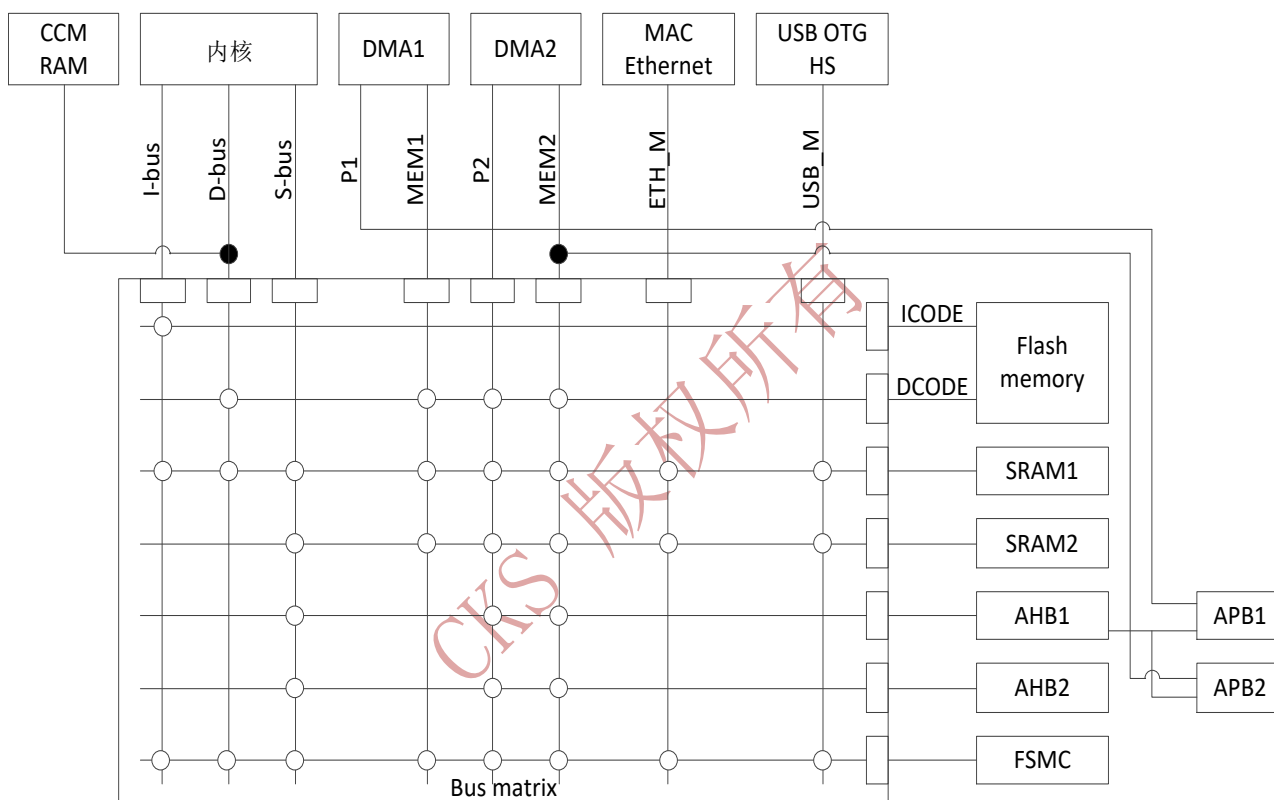 CCM
RAM
内核
DMA1
DMA2
MAC
Ethernet
USB OTG
HS
I-bus
D-bus
S-bus
P1
MEM1
P2
MEM2
ETH_M
USB_M
ICODE
Flash
memory
DCODE
SRAM1
SRAM2
AHB1
APB1
AHB2
APB2
FSMC
Bus matrix
CKS 版权所有